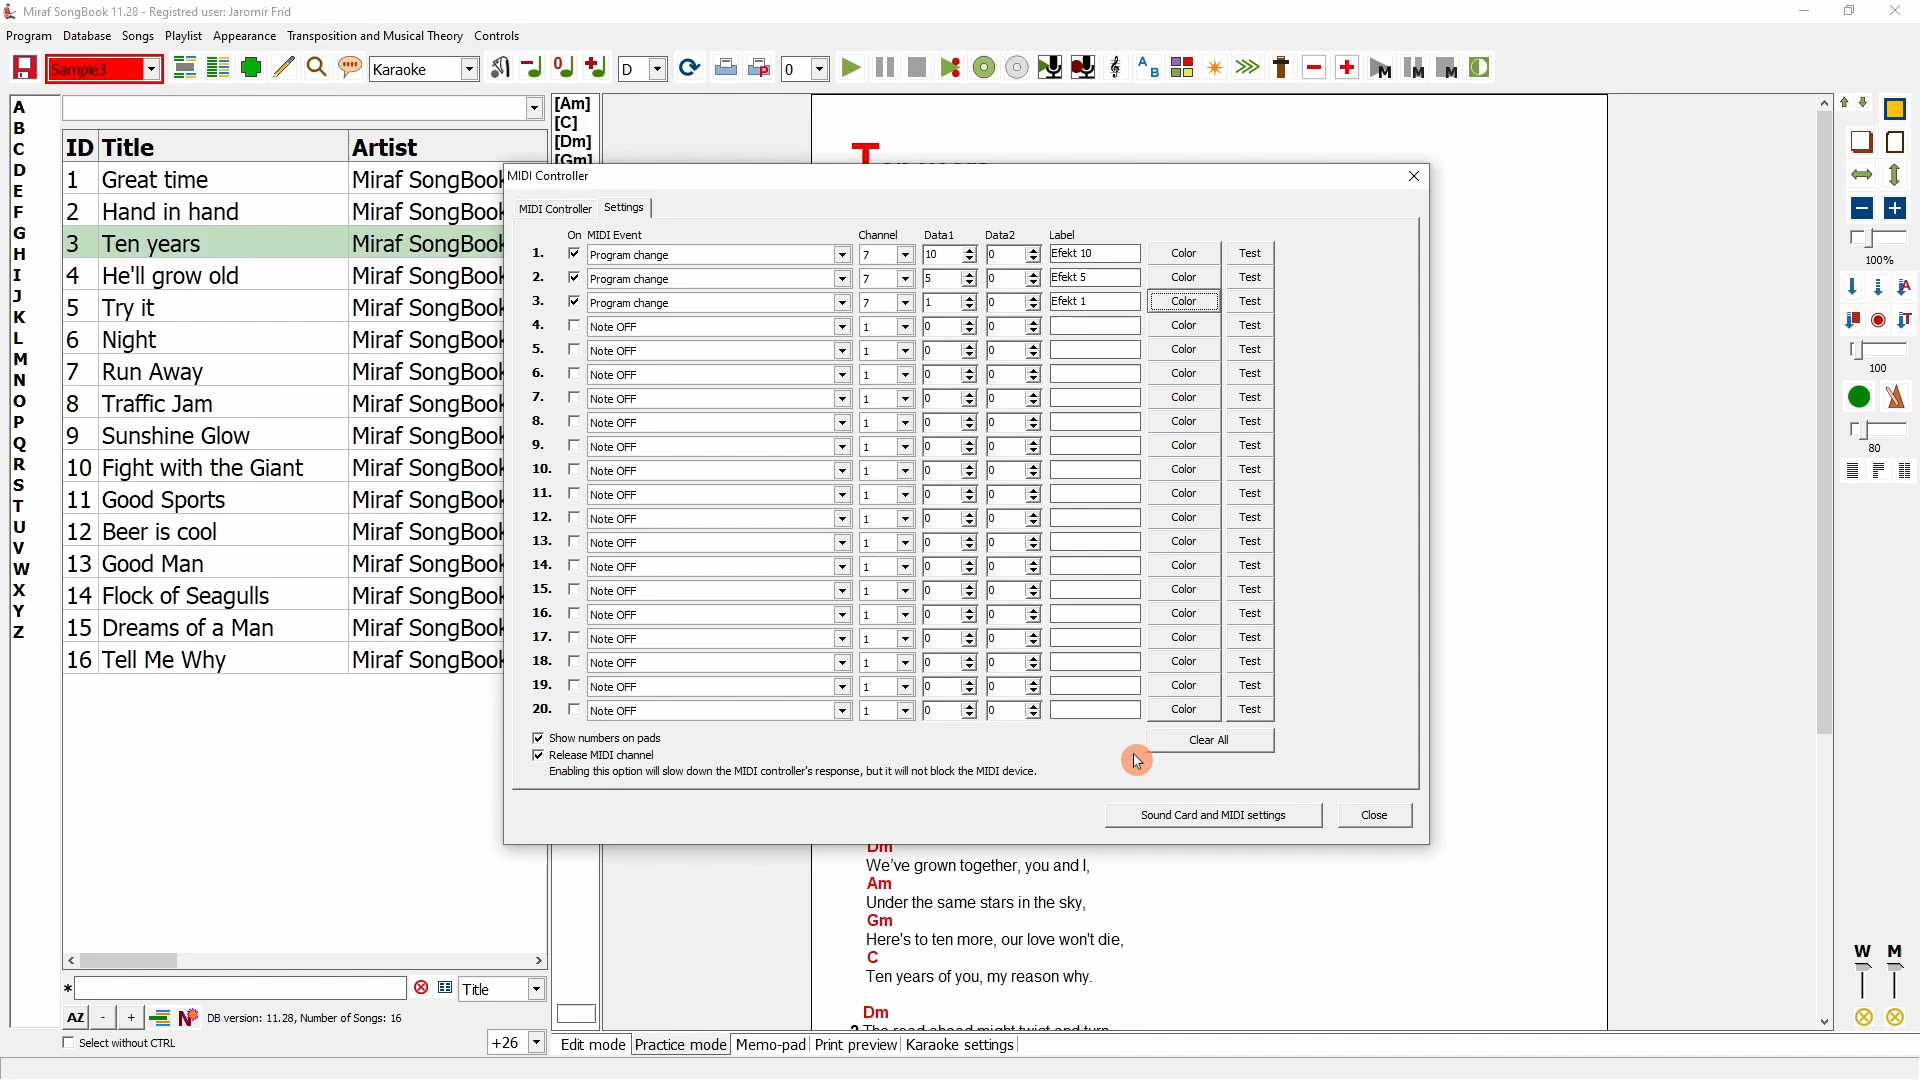 Miraf SongBook 11.28 - Registred user: Jaromír Fríd
Program Database Songs Playlist Appearance Transposition and Musical Theory Controls
Sample3 Karaoke D 0
A
B
C
D
E
F
G
H
I
J
K
L
M
N
O
P
Q
R
S
T
U
V
W
X
Y
Z
ID Title Artist
1 Great time Miraf SongBook
2 Hand in hand Miraf SongBook
3 Ten years Miraf SongBook
4 He'll grow old Miraf SongBook
5 Try it Miraf SongBook
6 Night Miraf SongBook
7 Run Away Miraf SongBook
8 Traffic Jam Miraf SongBook
9 Sunshine Glow Miraf SongBook
10 Fight with the Giant Miraf SongBook
11 Good Sports Miraf SongBook
12 Beer is cool Miraf SongBook
13 Good Man Miraf SongBook
14 Flock of Seagulls Miraf SongBook
15 Dreams of a Man Miraf SongBook
16 Tell Me Why Miraf SongBook
[Am]
[C]
[Dm]
[Gm]
MIDI Controller
MIDI Controller Settings
On MIDI Event Channel Data1 Data2 Label
1. Program change 7 10 0 Efekt 10 Color Test
2. Program change 7 5 0 Efekt 5 Color Test
3. Program change 7 1 0 Efekt 1 Color Test
4. Note OFF 1 0 0 Color Test
5. Note OFF 1 0 0 Color Test
6. Note OFF 1 0 0 Color Test
7. Note OFF 1 0 0 Color Test
8. Note OFF 1 0 0 Color Test
9. Note OFF 1 0 0 Color Test
10. Note OFF 1 0 0 Color Test
11. Note OFF 1 0 0 Color Test
12. Note OFF 1 0 0 Color Test
13. Note OFF 1 0 0 Color Test
14. Note OFF 1 0 0 Color Test
15. Note OFF 1 0 0 Color Test
16. Note OFF 1 0 0 Color Test
17. Note OFF 1 0 0 Color Test
18. Note OFF 1 0 0 Color Test
19. Note OFF 1 0 0 Color Test
20. Note OFF 1 0 0 Color Test
Show numbers on pads
Clear All
Release MIDI channel
Enabling this option will slow down the MIDI controller's response, but it will not block the MIDI device.
Sound Card and MIDI settings Close
Dm
We've grown together, you and I,
Am
Under the same stars in the sky,
Gm
Here's to ten more, our love won't die,
C
Ten years of you, my reason why.
Dm
100%
100
80
W M
* Title
AZ - + N DB version: 11.28, Number of Songs: 16
Select without CTRL +26
Edit mode Practice mode Memo-pad Print preview Karaoke settings